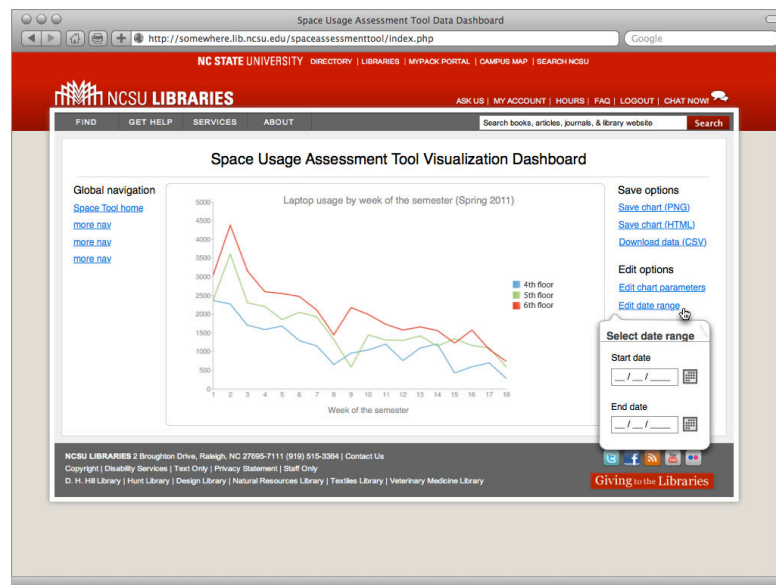 Space Usage Assessment Tool Data Dashboard
http://somewhere.lib.ncsu.edu/spaceassessmenttool/index.php
Google
NC STATE UNIVERSITY DIRECTORY | LIBRARIES | MYPACK PORTAL | CAMPUS MAP | SEARCH NCSU
NCSU LIBRARIES
ASK US | MY ACCOUNT | HOURS | FAQ | LOGOUT | CHAT NOW!
FIND GET HELP SERVICES ABOUT
Search books, articles, journals, & library website Search
Space Usage Assessment Tool Visualization Dashboard
Global navigation
Space Tool home
more nav
more nav
more nav
Laptop usage by week of the semester (Spring 2011)
5000
4500
4000
3500
3000
2500
2000
1500
1000
500
0
1 2 3 4 5 6 7 8 9 10 11 12 13 14 15 16 17 18
Week of the semester
4th floor
5th floor
6th floor
Save options
Save chart (PNG)
Save chart (HTML)
Download data (CSV)
Edit options
Edit chart parameters
Edit date range
Select date range
Start date
__ / __ / ____
End date
__ / __ / ____
NCSU LIBRARIES 2 Broughton Drive, Raleigh, NC 27695-7111 (919) 515-3364 | Contact Us
Copyright | Disability Services | Text Only | Privacy Statement | Staff Only
D. H. Hill Library | Hunt Library | Design Library | Natural Resources Library | Textiles Library | Veterinary Medicine Library
Giving to the Libraries